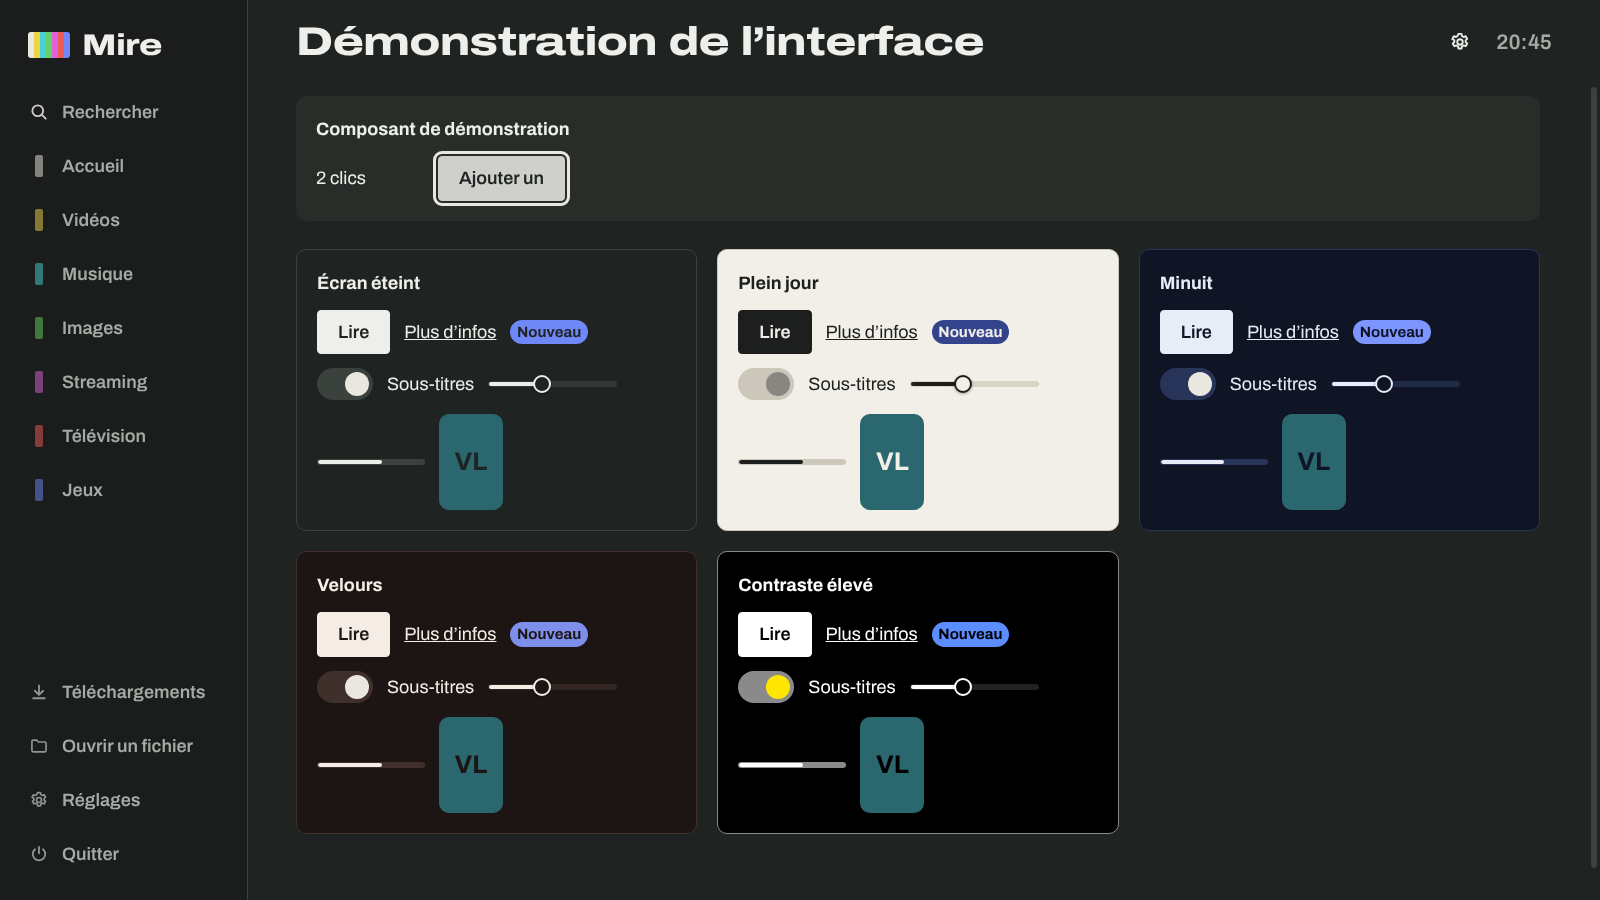 Mire
Démonstration de l’interface
20:45
Rechercher
Accueil
Vidéos
Musique
Images
Streaming
Télévision
Jeux
Téléchargements
Ouvrir un fichier
Réglages
Quitter
Composant de démonstration
2 clics
Ajouter un
Écran éteint
Lire
Plus d’infos
Nouveau
Sous-titres
VL
Plein jour
Lire
Plus d’infos
Nouveau
Sous-titres
VL
Minuit
Lire
Plus d’infos
Nouveau
Sous-titres
VL
Velours
Lire
Plus d’infos
Nouveau
Sous-titres
VL
Contraste élevé
Lire
Plus d’infos
Nouveau
Sous-titres
VL